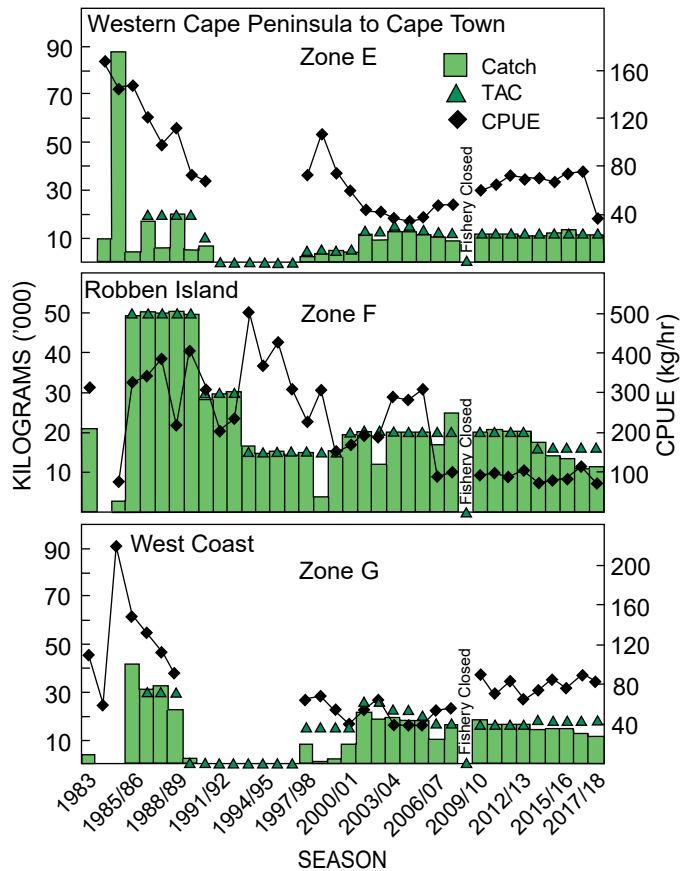 Western Cape Peninsula to Cape Town
Zone E
Catch
TAC
CPUE
90
70
50
30
10
160
120
80
40
Fishery Closed
Robben Island
Zone F
50
40
30
20
10
500
400
300
200
100
Fishery Closed
KILOGRAMS ('000)
CPUE (kg/hr)
West Coast
Zone G
90
70
50
30
10
200
160
120
80
40
Fishery Closed
1983
1985/86
1988/89
1991/92
1994/95
1997/98
2000/01
2003/04
2006/07
2009/10
2012/13
2015/16
2017/18
SEASON